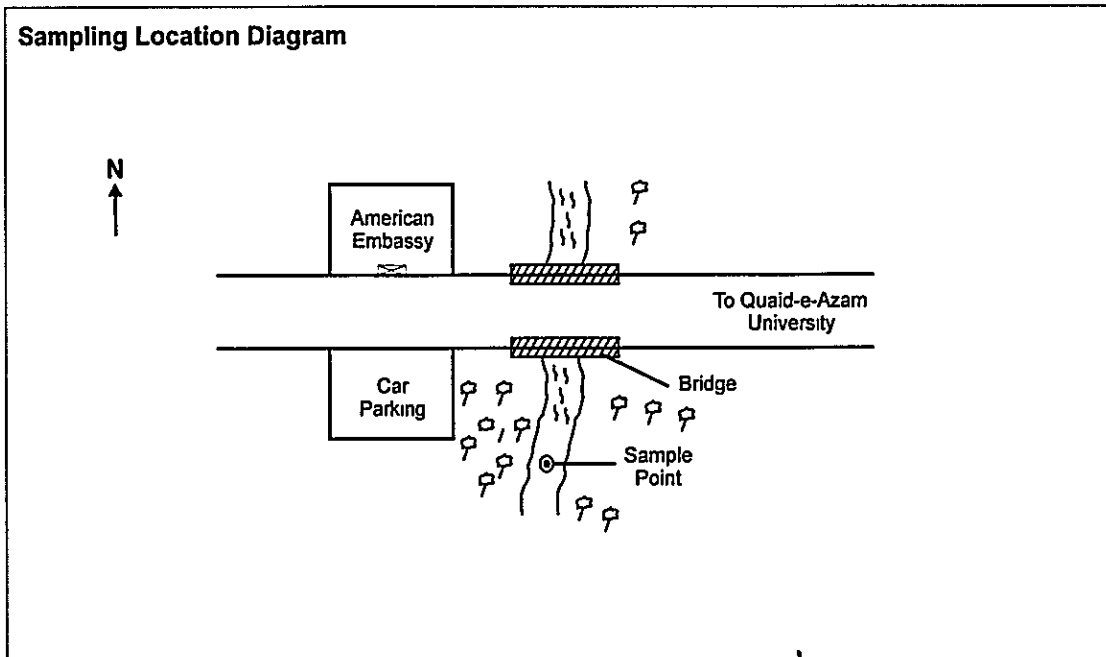 Sampling Location Diagram
N
American
Embassy
To Quaid-e-Azam
University
Car
Parking
Bridge
Sample
Point